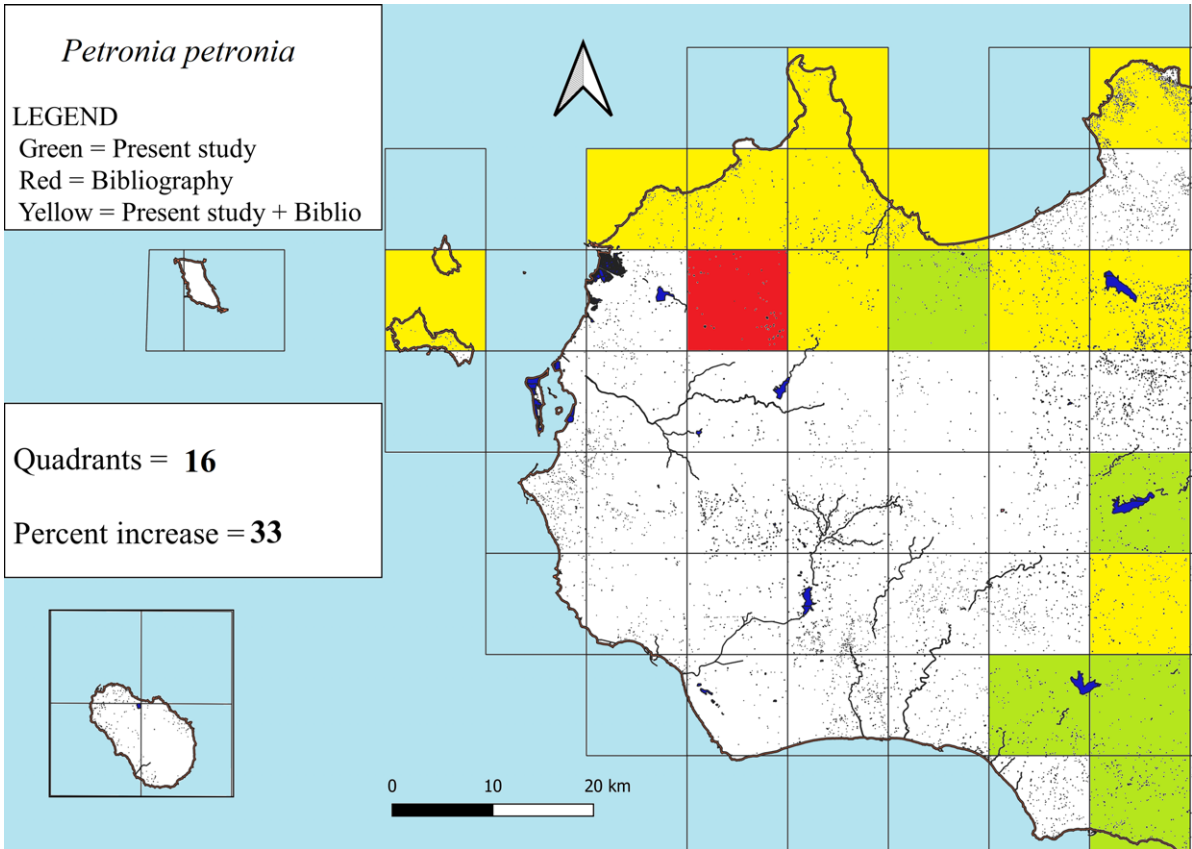 Petronia petronia
LEGEND
Green = Present study
Red = Bibliography
Yellow = Present study + Biblio
Quadrants = 16
Percent increase = 33
0 10 20 km